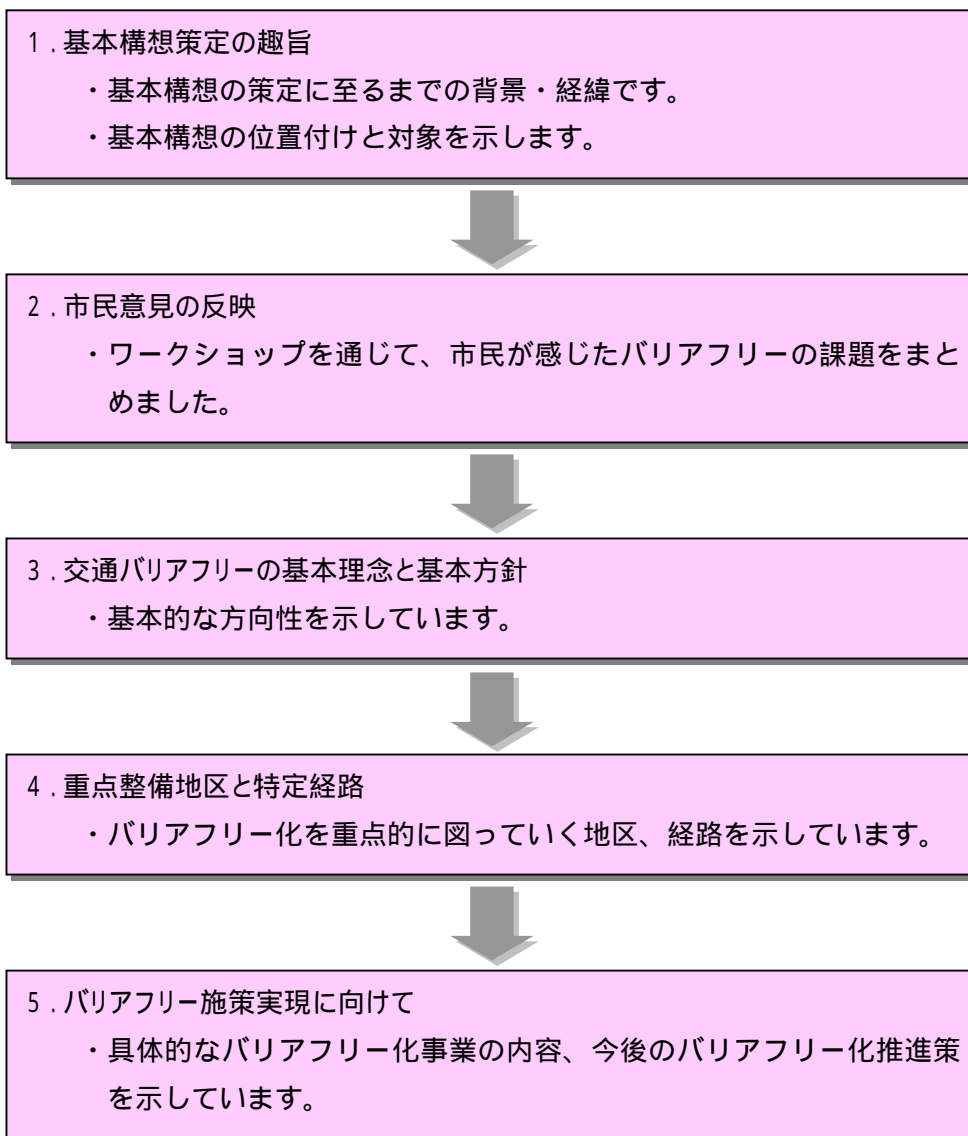 1.基本構想策定の趣旨
・基本構想の策定に至るまでの背景・経緯です。
・基本構想の位置付けと対象を示します。
2.市民意見の反映
・ワークショップを通じて、市民が感じたバリアフリーの課題をまと
めました。
3.交通バリアフリーの基本理念と基本方針
・基本的な方向性を示しています。
4.重点整備地区と特定経路
・バリアフリー化を重点的に図っていく地区、経路を示しています。
5.バリアフリー施策実現に向けて
・具体的なバリアフリー化事業の内容、今後のバリアフリー化推進策
を示しています。